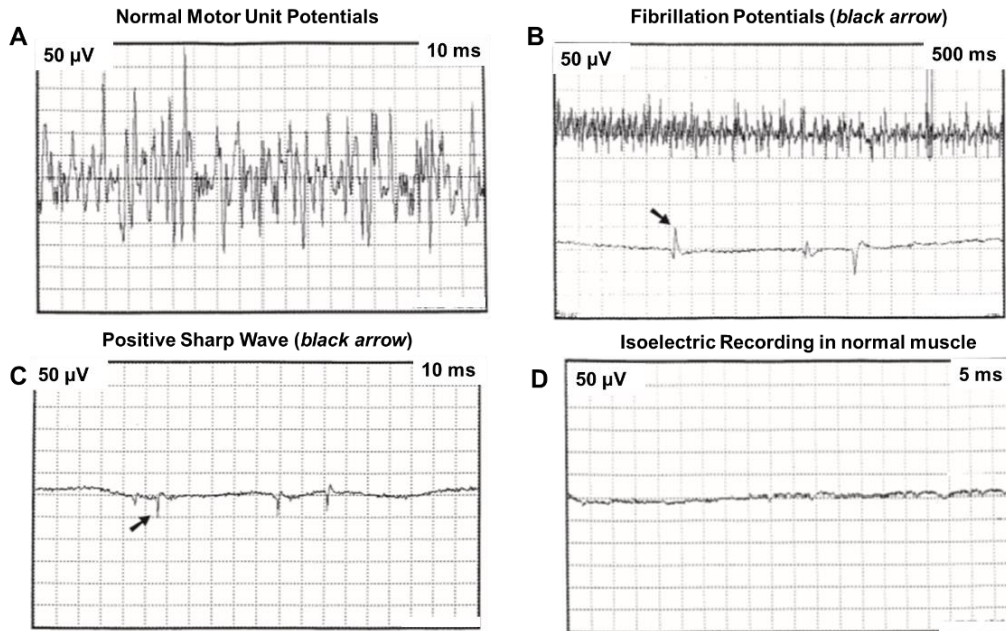 Normal Motor Unit Potentials
A
50 µV
10 ms
Fibrillation Potentials (black arrow)
B
50 µV
500 ms
Positive Sharp Wave (black arrow)
C
50 µV
10 ms
Isoelectric Recording in normal muscle
D
50 µV
5 ms